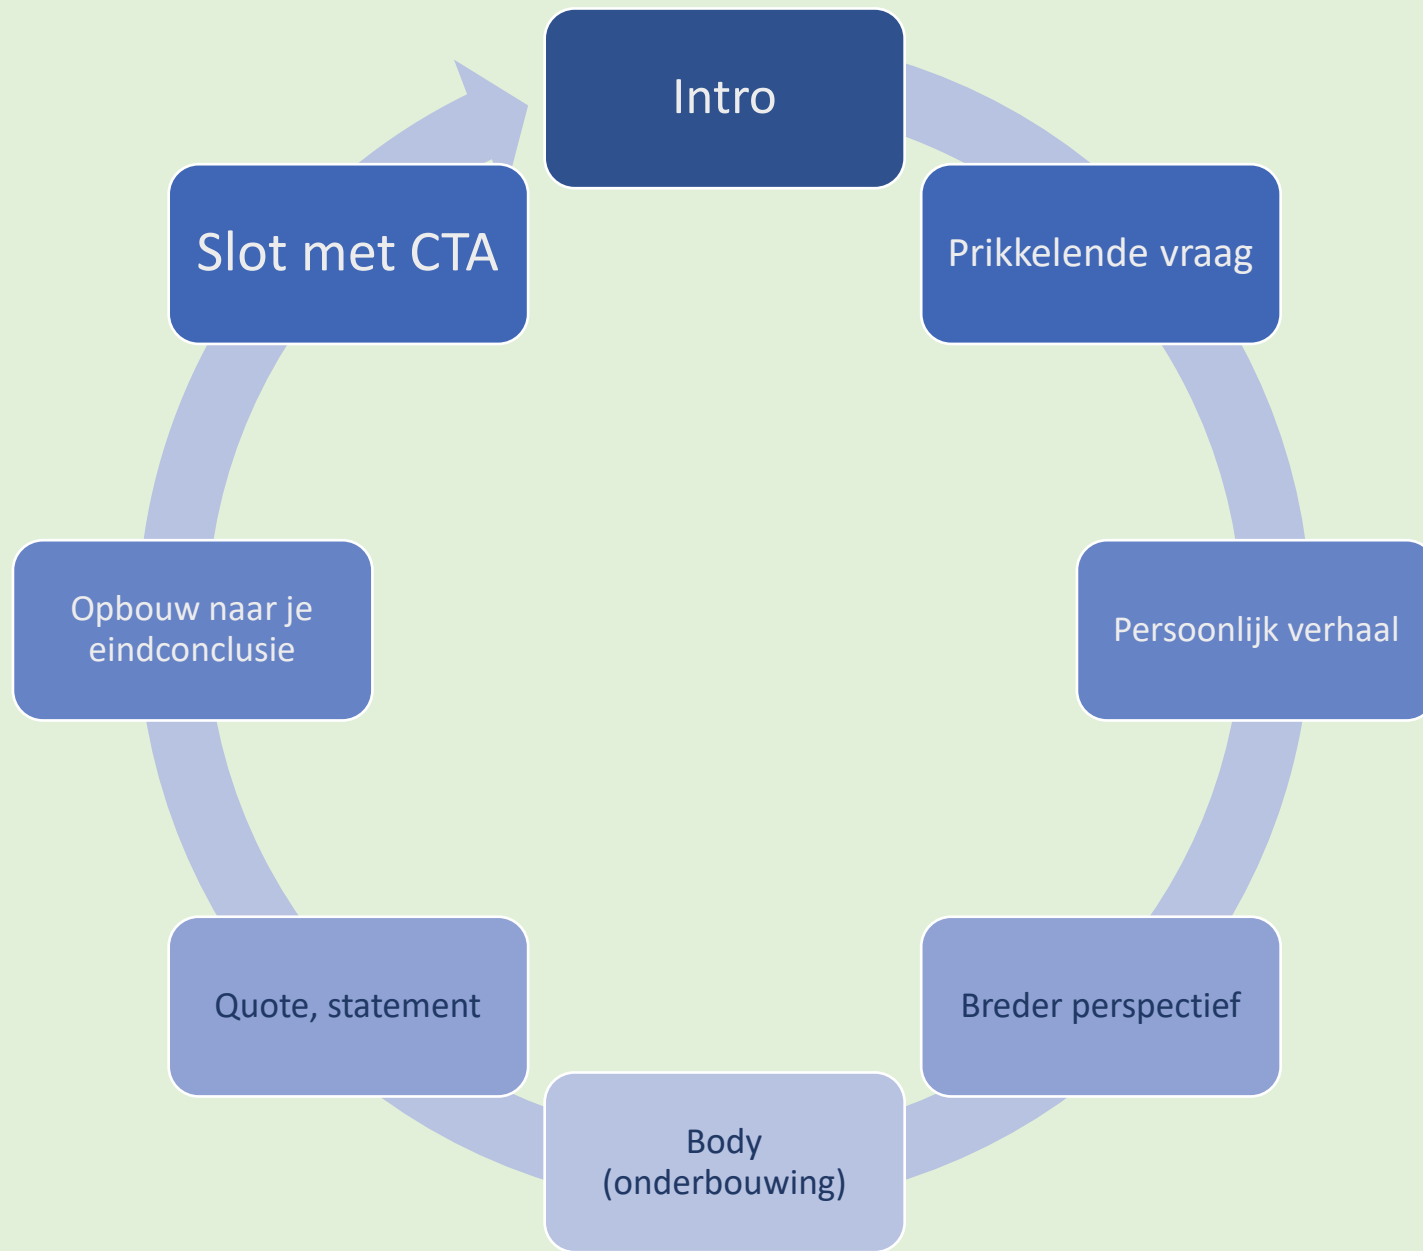 Intro
Prikkelende vraag
Persoonlijk verhaal
Breder perspectief
Body
(onderbouwing)
Quote, statement
Opbouw naar je
eindconclusie
Slot met CTA